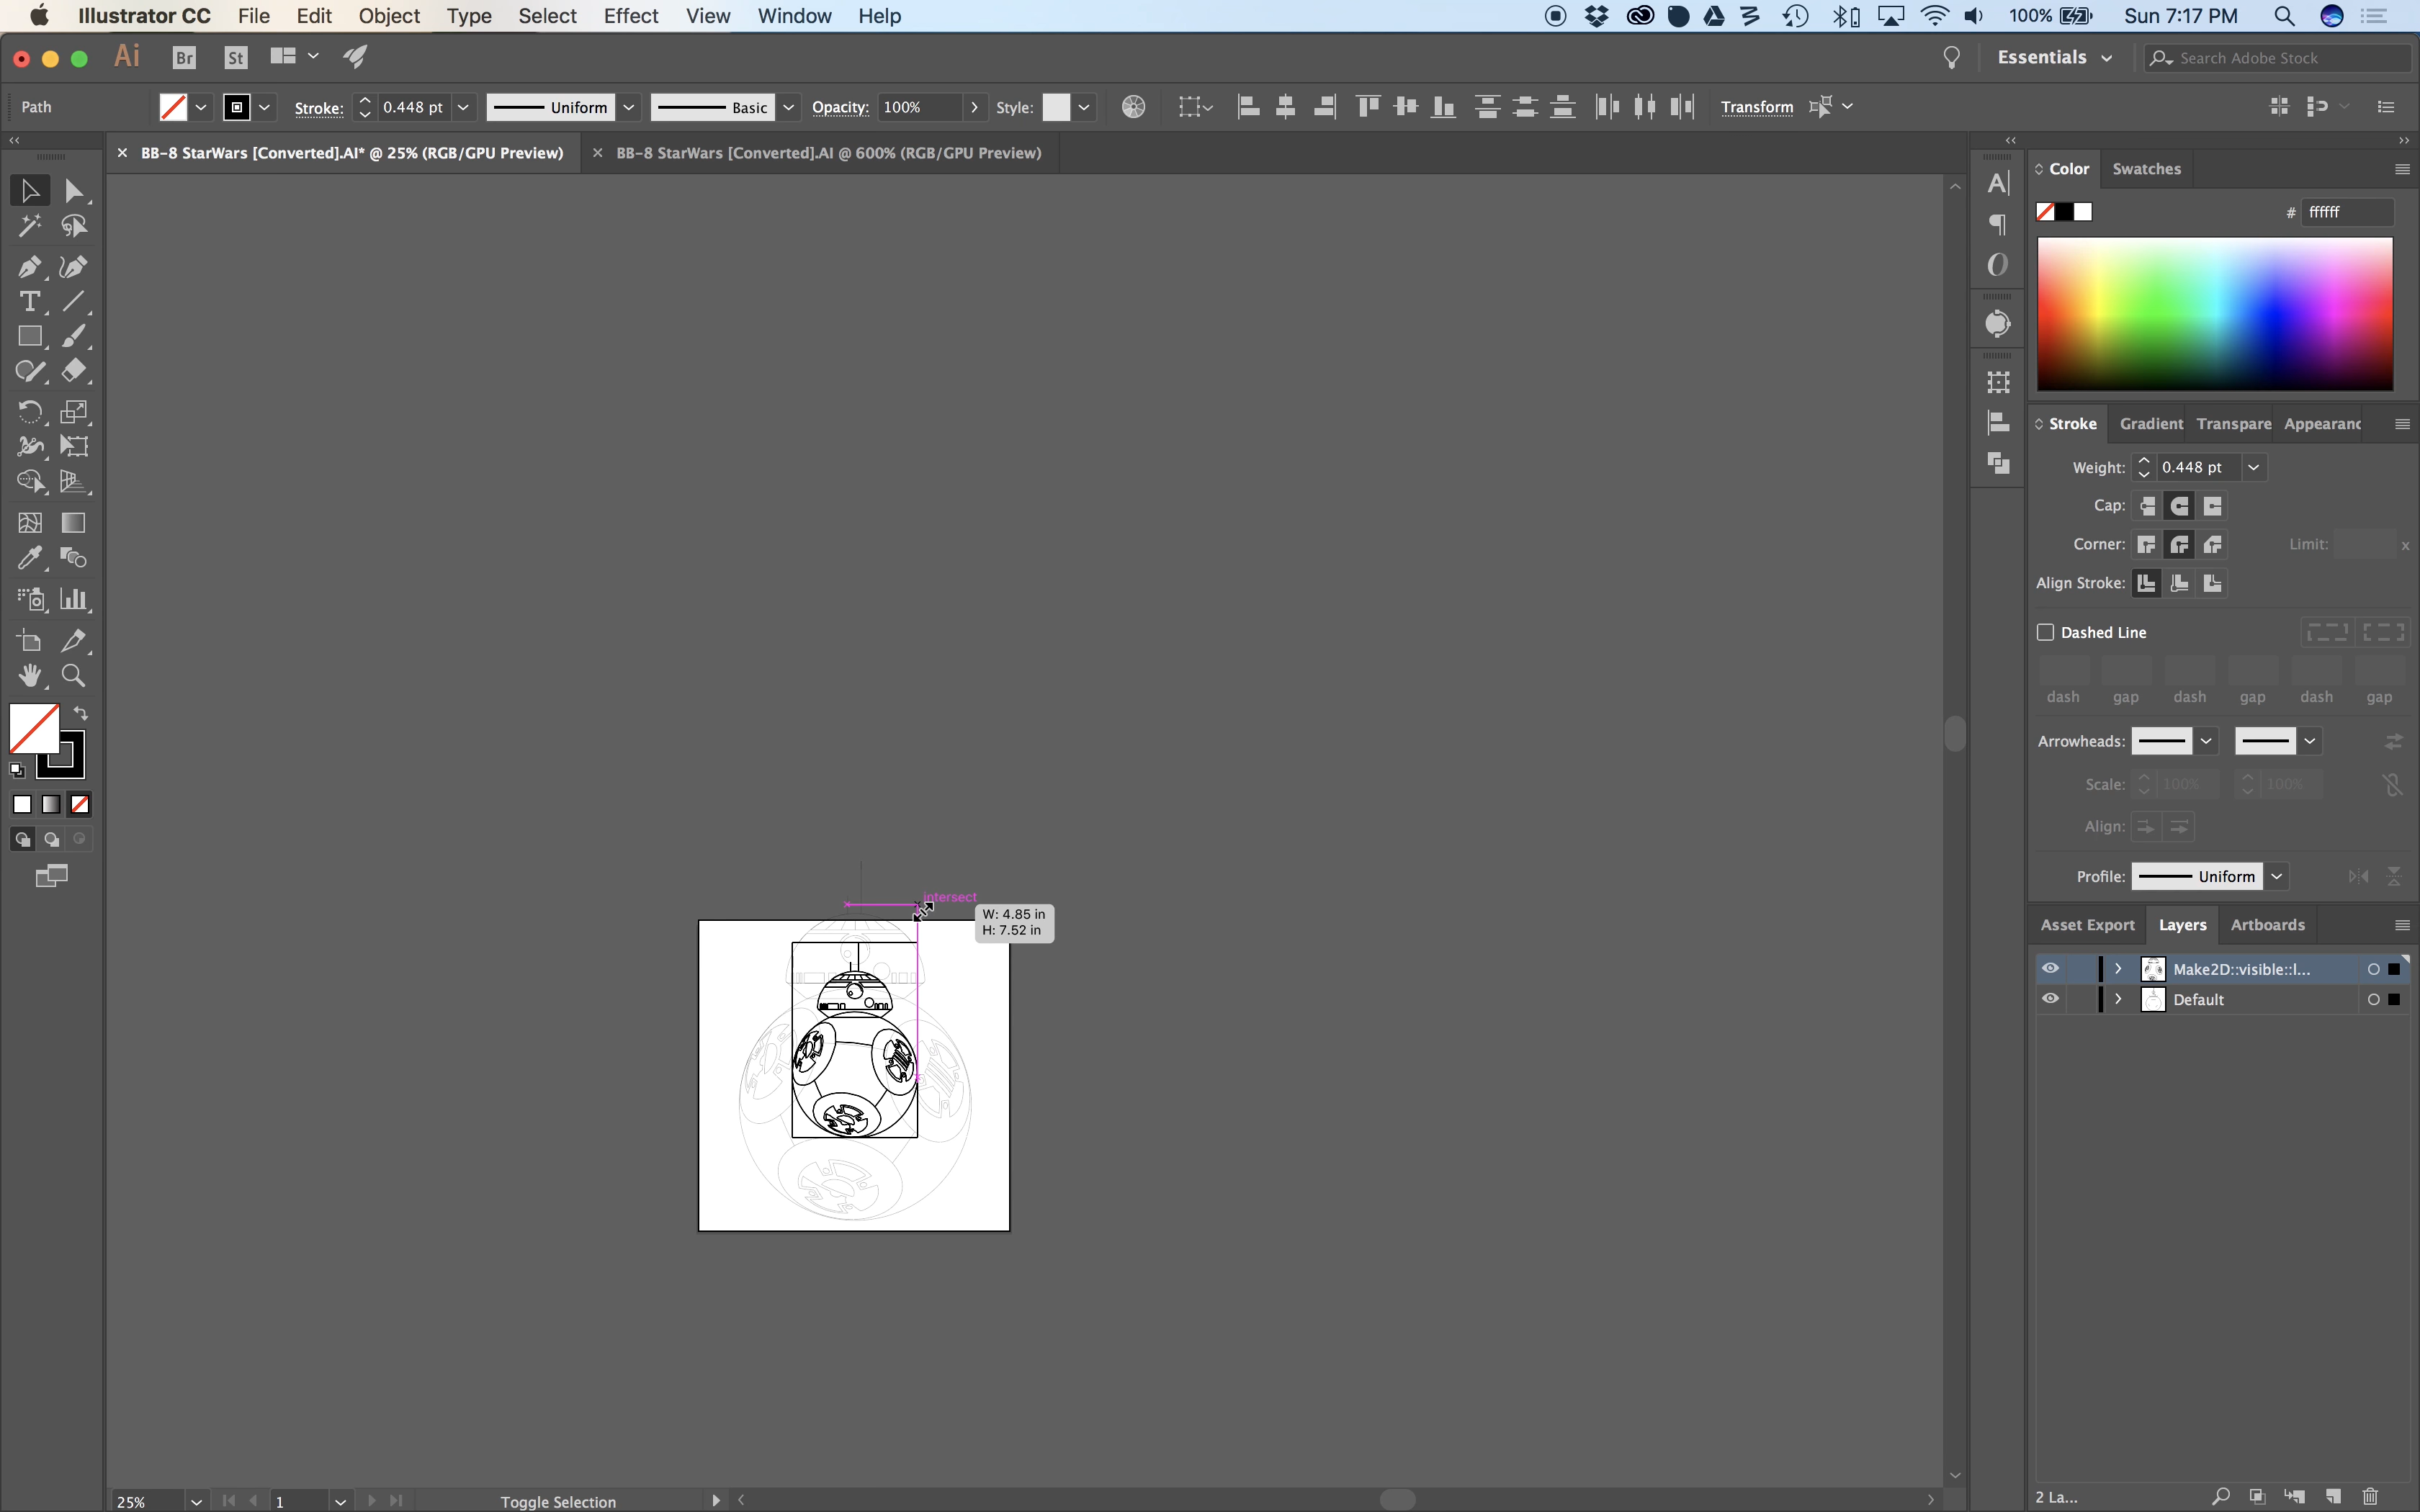 Illustrator CC File Edit Object Type Select Effect View Window Help 100% Sun 7:17 PM
Ai Br St Essentials Search Adobe Stock
Path Stroke: 0.448 pt Uniform Basic Opacity: 100% Style: Transform
BB-8 StarWars [Converted].AI* @ 25% (RGB/GPU Preview) BB-8 StarWars [Converted].AI @ 600% (RGB/GPU Preview)
Color Swatches
# ffffff
Stroke Gradient Transpare Appearanc
Weight: 0.448 pt
Cap:
Corner: Limit: x
Align Stroke:
Dashed Line
dash gap dash gap dash gap
Arrowheads:
Scale: 100% 100%
Align:
Profile: Uniform
intersect
W: 4.85 in
H: 7.52 in
Asset Export Layers Artboards
Make2D::visible::l...
Default
2 La...
25% 1 Toggle Selection